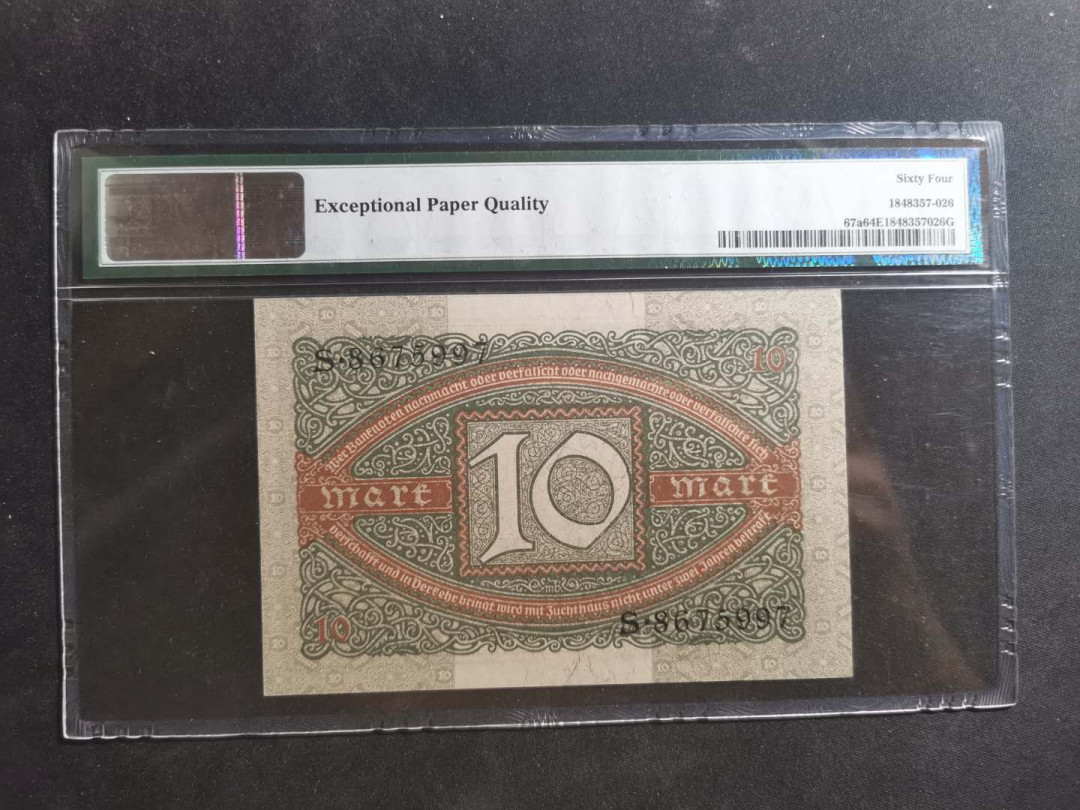 Exceptional Paper Quality
Sixty Four
1848357-026
67a64E1848357026G
S·8675997
10
Wer Banknoten nachmacht oder verfälscht oder nachgemachte oder verfälschte sich
10
Mark
Mark
verschafft und in Verkehr bringt wird mit Zuchthaus nicht unter zwei Jahren bestraft
10
S·8675997